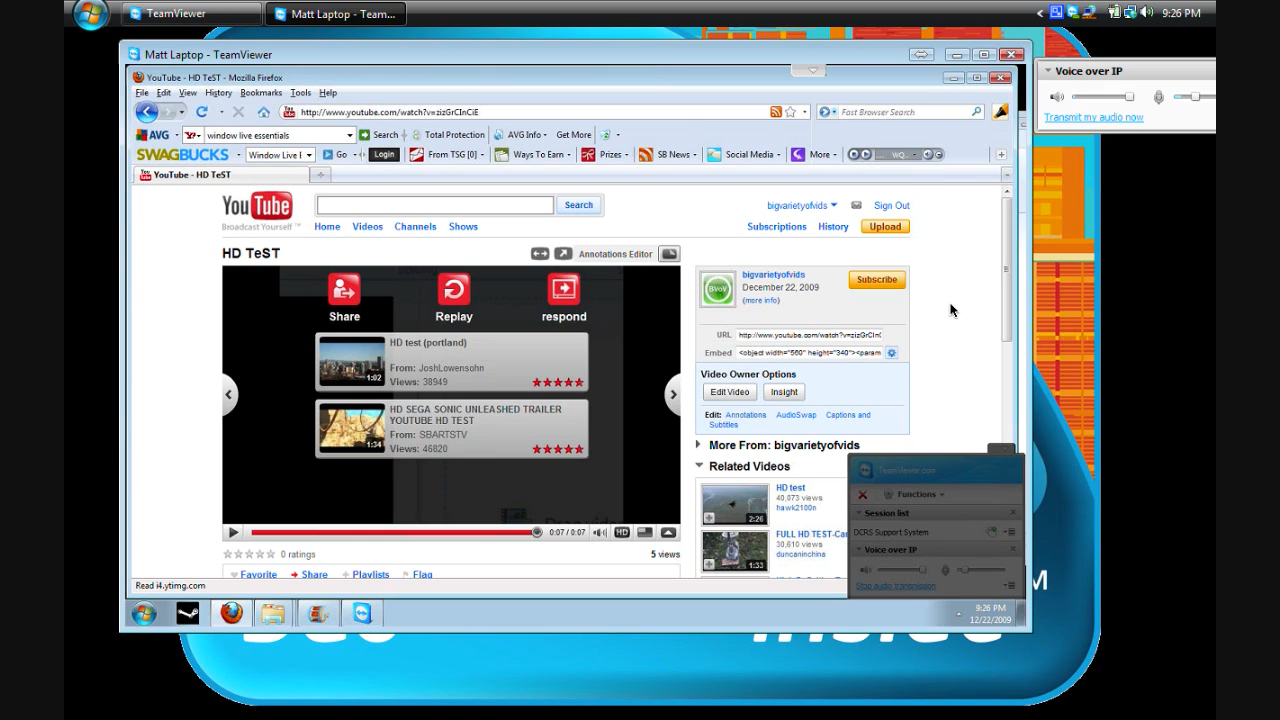 TeamViewer
Matt Laptop - Team...
9:26 PM
Matt Laptop - TeamViewer
Voice over IP
Transmit my audio now
YouTube - HD TeST - Mozilla Firefox
File Edit View History Bookmarks Tools Help
http://www.youtube.com/watch?v=zizGrCInCiE
Fast Browser Search
AVG window live essentials Search Total Protection AVG Info Get More
SWAGBUCKS Window Live E Go Login From TSG [0] Ways To Earn Prizes SB News Social Media More
YouTube - HD TeST
YouTube
Broadcast Yourself ™
Search
bigvarietyofvids Sign Out
Home Videos Channels Shows
Subscriptions History Upload
HD TeST
Annotations Editor
Share Replay respond
HD test (portland)
From: JoshLowensohn
Views: 38949
1:02
HD SEGA SONIC UNLEASHED TRAILER
YOUTUBE HD TEST
From: SBARTSTV
Views: 46820
1:34
0:07 / 0:07 HD
0 ratings 5 views
Favorite Share Playlists Flag
bigvarietyofvids
December 22, 2009
(more info)
Subscribe
BVoV
URL http://www.youtube.com/watch?v=zizGrCIn
Embed <object width="560" height="340"><param
Video Owner Options
Edit Video Insight
Edit: Annotations AudioSwap Captions and
Subtitles
More From: bigvarietyofvids
Related Videos
HD test
40,073 views
hawk2100n
2:26
FULL HD TEST-Ca
30,610 views
duncaninchina
1:33
TeamViewer.com
Functions
Session list
DCRS Support System
Voice over IP
Stop audio transmission
Read i4.ytimg.com
9:26 PM
12/22/2009